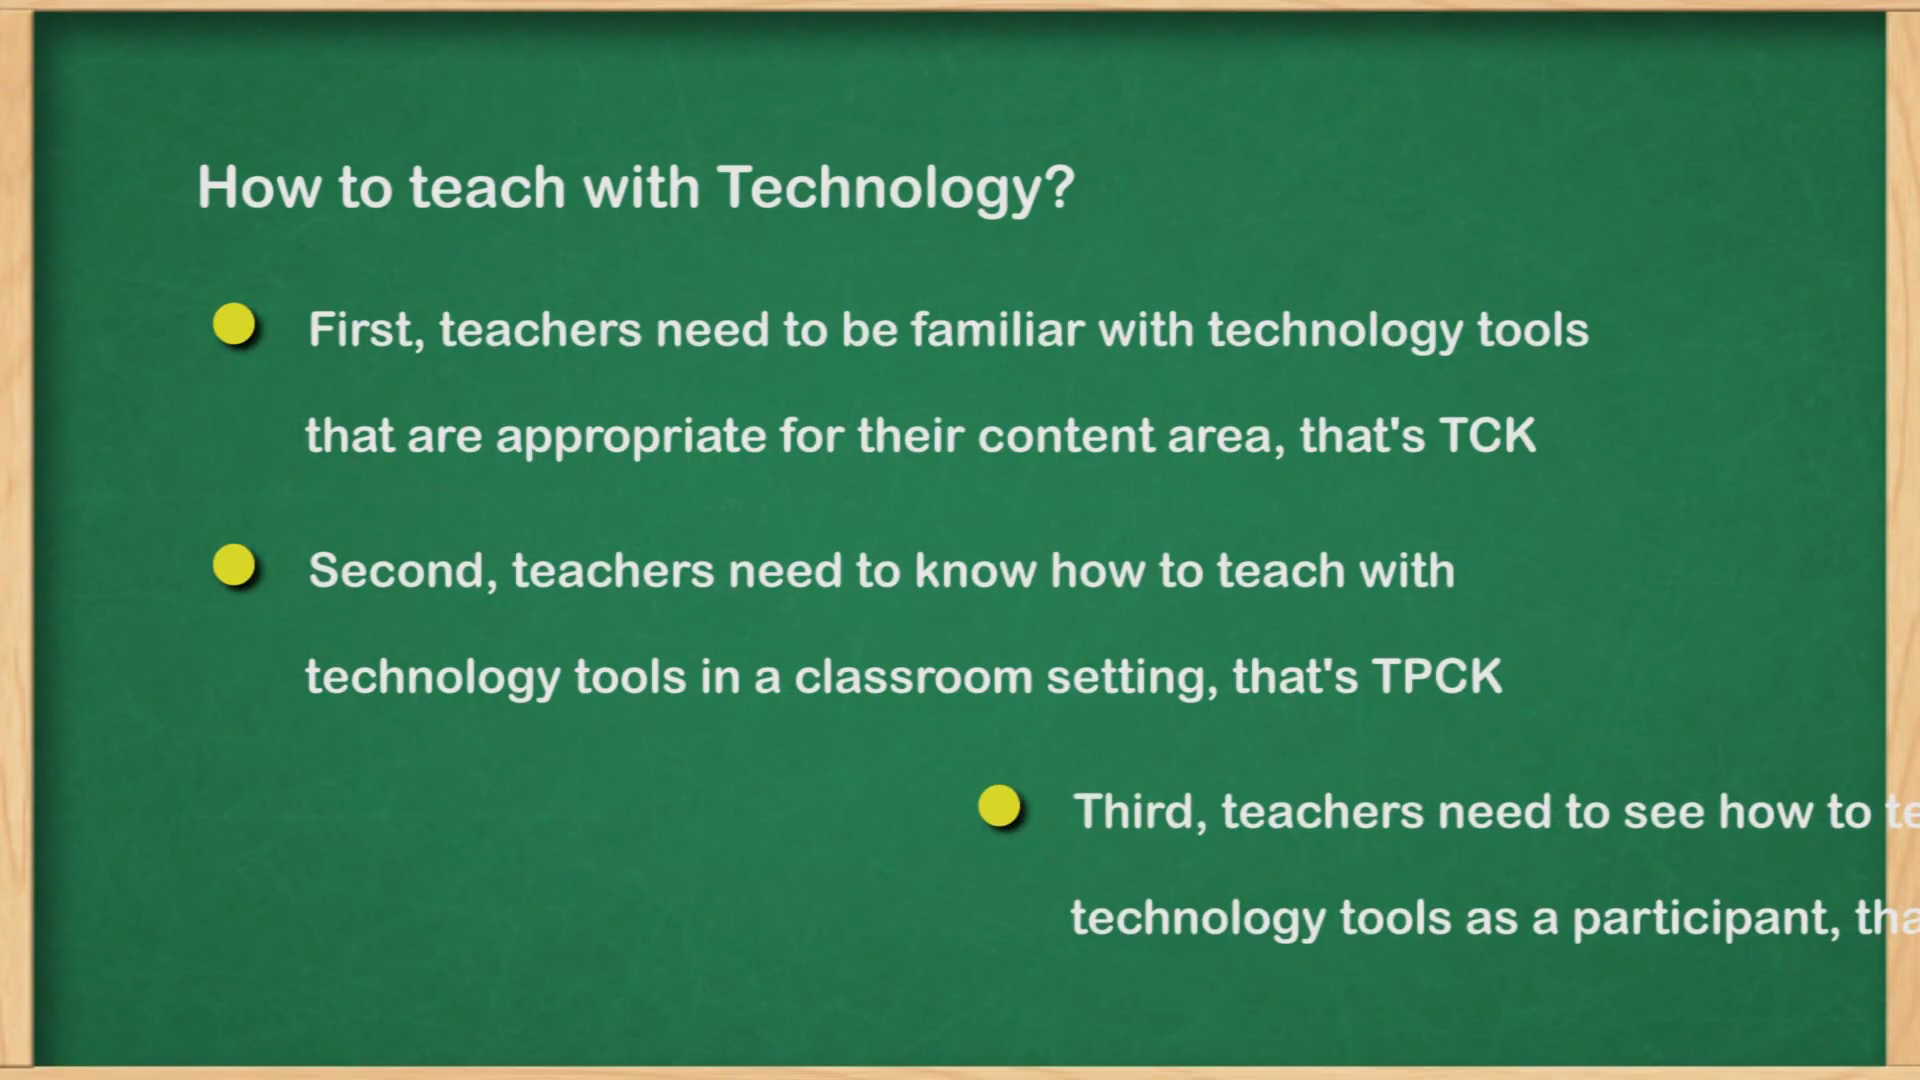 How to teach with Technology?
First, teachers need to be familiar with technology tools
that are appropriate for their content area, that's TCK
Second, teachers need to know how to teach with
technology tools in a classroom setting, that's TPCK
Third, teachers need to see how to
technology tools as a participant,